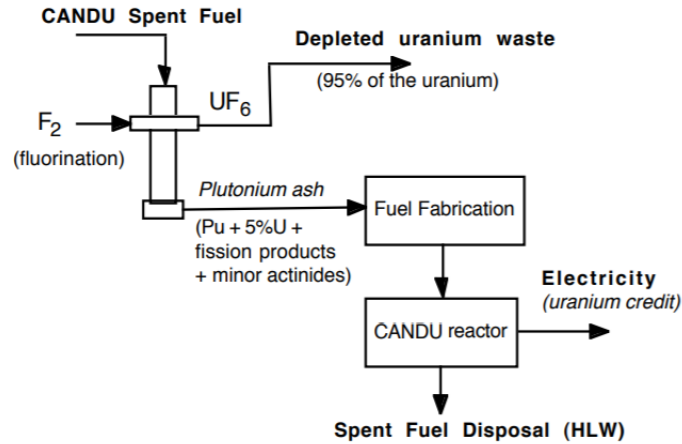 CANDU Spent Fuel
Depleted uranium waste
(95% of the uranium)
UF6
F2
(fluorination)
Plutonium ash
(Pu + 5%U +
fission products
+ minor actinides)
Fuel Fabrication
Electricity
(uranium credit)
CANDU reactor
Spent Fuel Disposal (HLW)